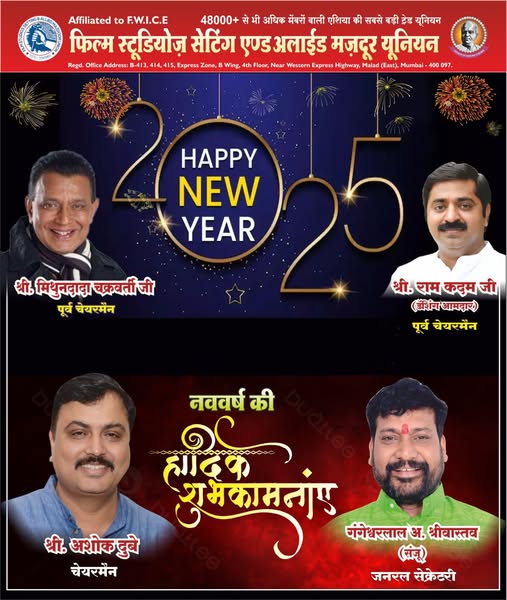 Affiliated to F.W.I.C.E
48000+ से भी अधिक मेंबरों वाली एशिया की सबसे बडी ट्रेड यूनियन
फिल्म स्टूडियोज़ सेटिंग एण्ड अलाईड मज़दूर यूनियन
Regd. Office Address: B-413, 414, 415, Express Zone, B Wing, 4th Floor, Near Western Express Highway, Malad (East), Mumbai - 400 097.
2025
HAPPY
NEW
YEAR
श्री. मिथुनदादा चक्रवर्ती जी
पूर्व चेयरमॅन
श्री. राम कदम जी
(डॅशिंग आमदार)
पूर्व चेयरमॅन
नववर्ष की
हार्दिक
शुभकामनांए
श्री. अशोक दुबे
चेयरमॅन
गंगेश्वरलाल अ. श्रीवास्तव
(संजू)
जनरल सेक्रेटरी